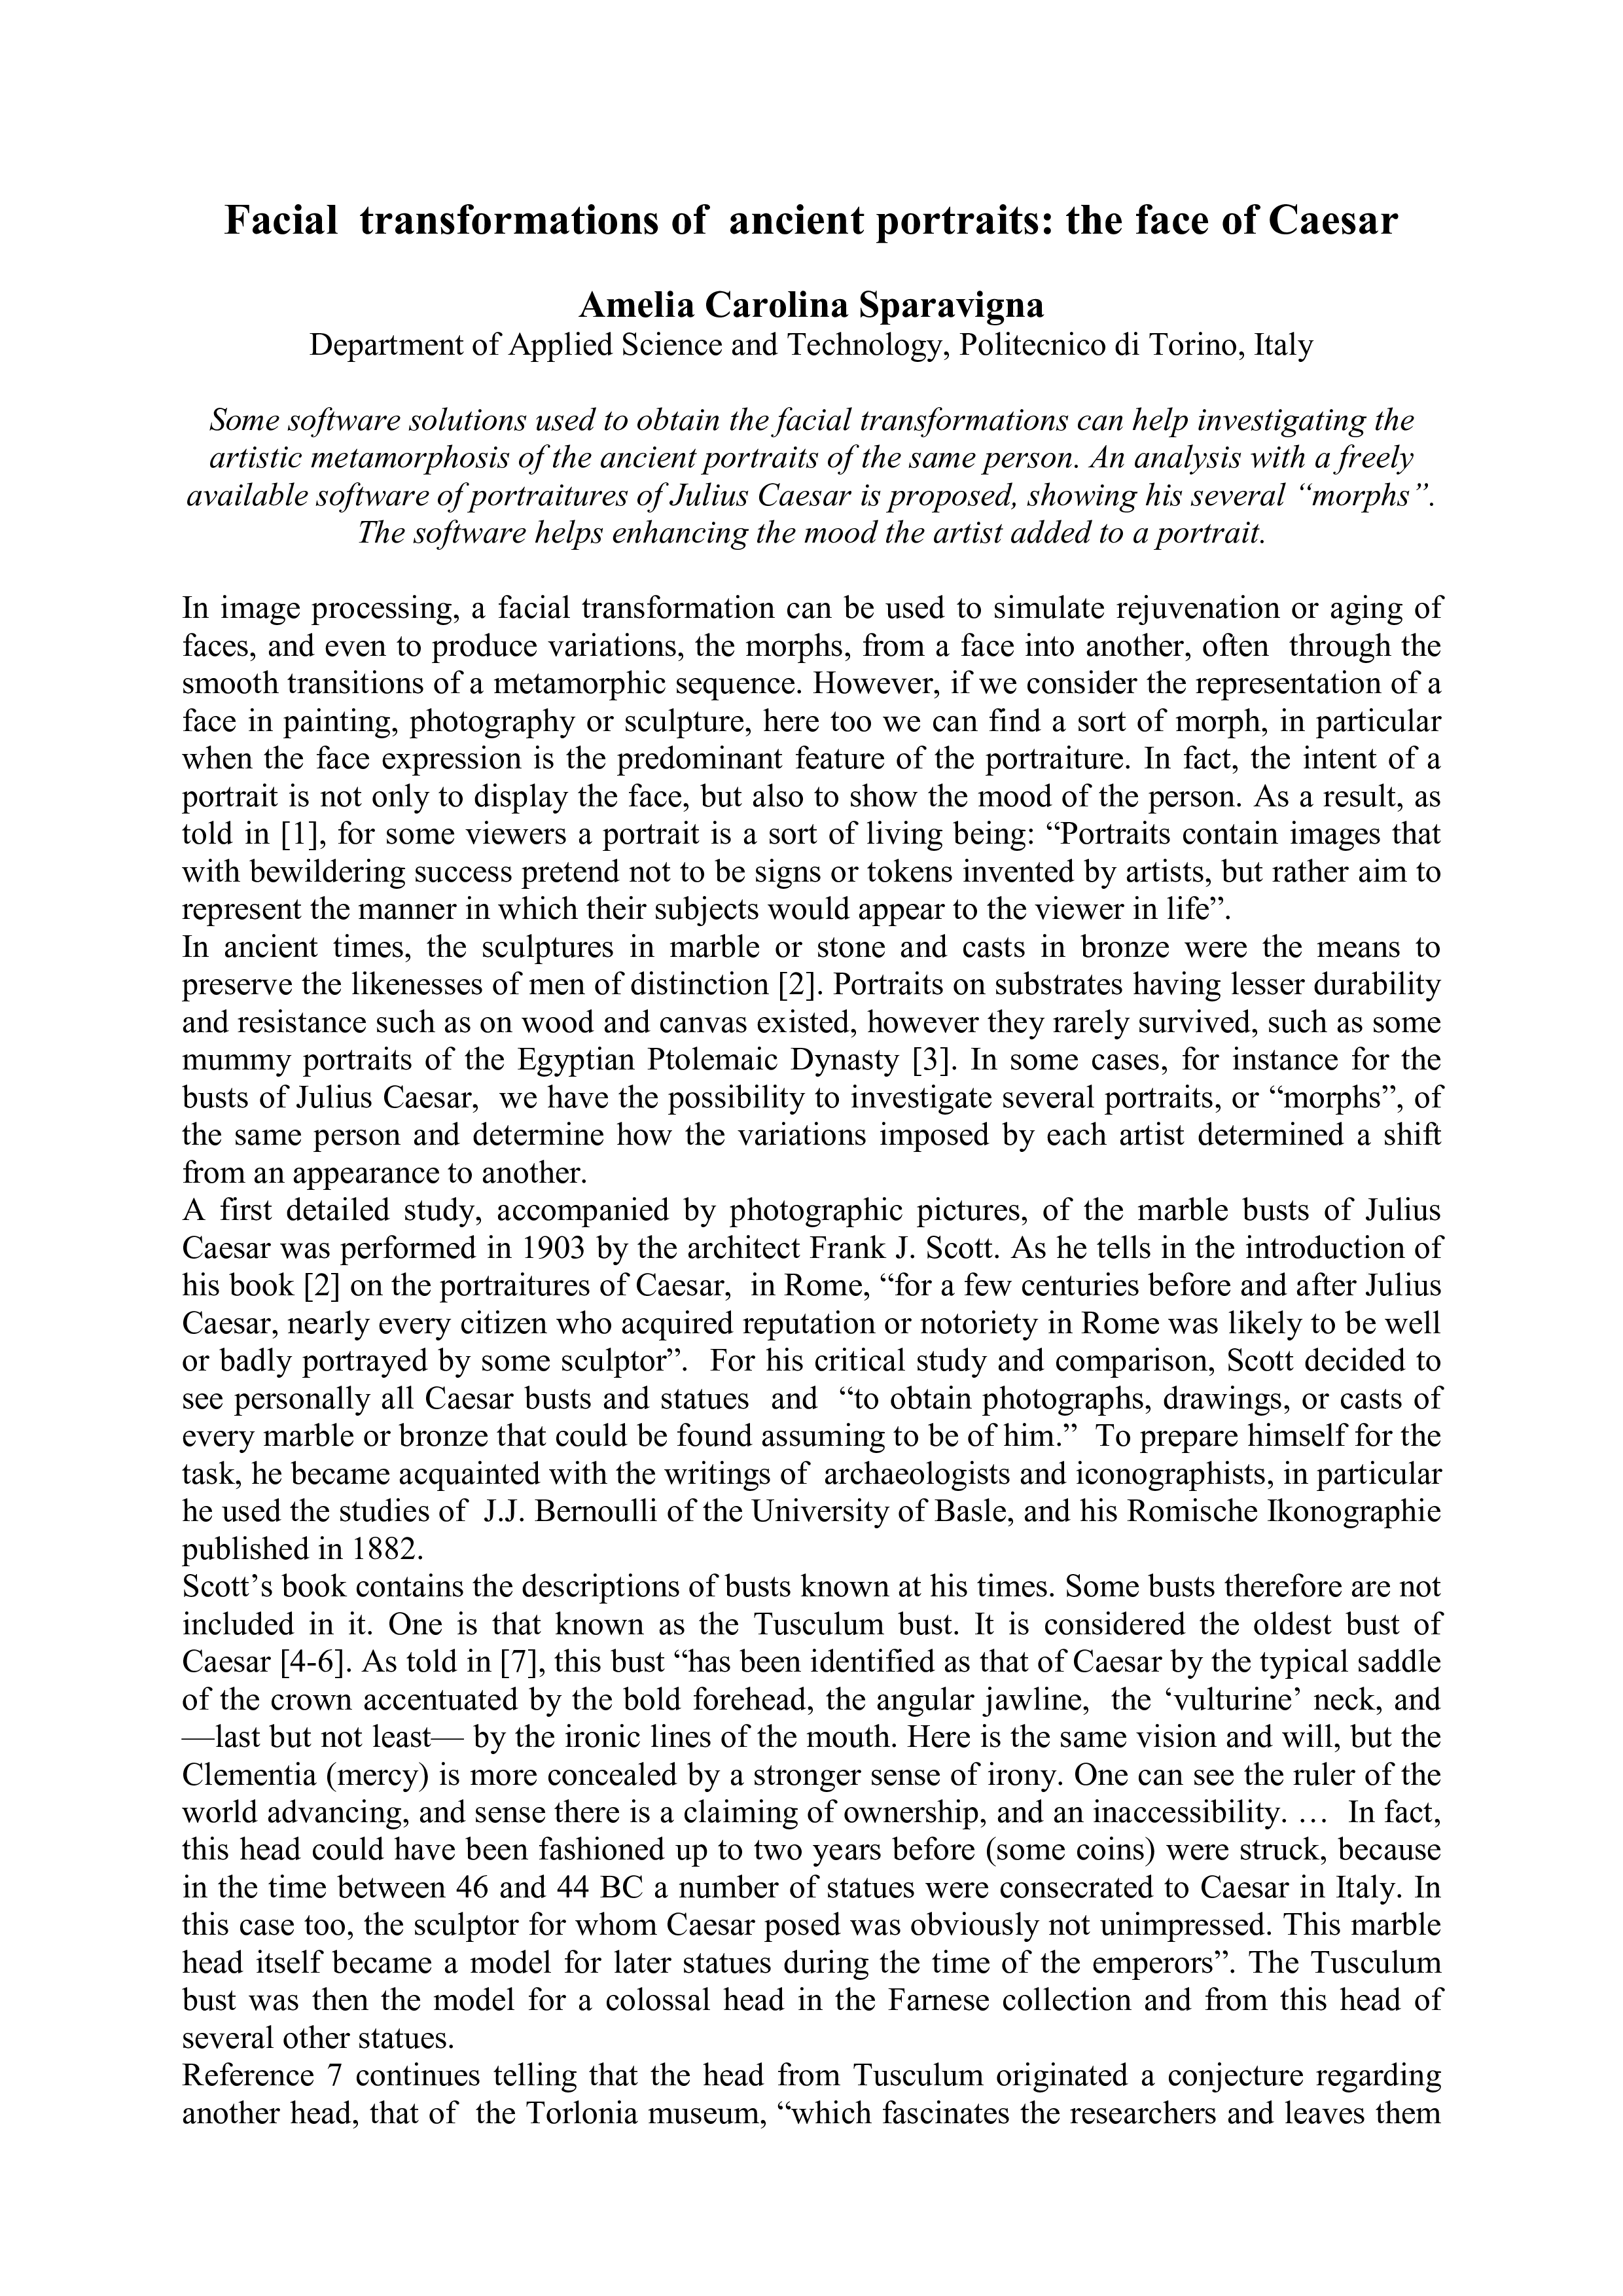 Facial transformations of ancient portraits: the face of Caesar
Amelia Carolina Sparavigna
Department of Applied Science and Technology, Politecnico di Torino, Italy
Some software solutions used to obtain the facial transformations can help investigating the
artistic metamorphosis of the ancient portraits of the same person. An analysis with a freely
available software of portraitures of Julius Caesar is proposed, showing his several “morphs”.
The software helps enhancing the mood the artist added to a portrait.
In image processing, a facial transformation can be used to simulate rejuvenation or aging of
faces, and even to produce variations, the morphs, from a face into another, often through the
smooth transitions of a metamorphic sequence. However, if we consider the representation of a
face in painting, photography or sculpture, here too we can find a sort of morph, in particular
when the face expression is the predominant feature of the portraiture. In fact, the intent of a
portrait is not only to display the face, but also to show the mood of the person. As a result, as
told in [1], for some viewers a portrait is a sort of living being: “Portraits contain images that
with bewildering success pretend not to be signs or tokens invented by artists, but rather aim to
represent the manner in which their subjects would appear to the viewer in life”.
In ancient times, the sculptures in marble or stone and casts in bronze were the means to
preserve the likenesses of men of distinction [2]. Portraits on substrates having lesser durability
and resistance such as on wood and canvas existed, however they rarely survived, such as some
mummy portraits of the Egyptian Ptolemaic Dynasty [3]. In some cases, for instance for the
busts of Julius Caesar, we have the possibility to investigate several portraits, or “morphs”, of
the same person and determine how the variations imposed by each artist determined a shift
from an appearance to another.
A first detailed study, accompanied by photographic pictures, of the marble busts of Julius
Caesar was performed in 1903 by the architect Frank J. Scott. As he tells in the introduction of
his book [2] on the portraitures of Caesar, in Rome, “for a few centuries before and after Julius
Caesar, nearly every citizen who acquired reputation or notoriety in Rome was likely to be well
or badly portrayed by some sculptor”. For his critical study and comparison, Scott decided to
see personally all Caesar busts and statues and “to obtain photographs, drawings, or casts of
every marble or bronze that could be found assuming to be of him.” To prepare himself for the
task, he became acquainted with the writings of archaeologists and iconographists, in particular
he used the studies of J.J. Bernoulli of the University of Basle, and his Romische Ikonographie
published in 1882.
Scott’s book contains the descriptions of busts known at his times. Some busts therefore are not
included in it. One is that known as the Tusculum bust. It is considered the oldest bust of
Caesar [4-6]. As told in [7], this bust “has been identified as that of Caesar by the typical saddle
of the crown accentuated by the bold forehead, the angular jawline, the ‘vulturine’ neck, and
—last but not least— by the ironic lines of the mouth. Here is the same vision and will, but the
Clementia (mercy) is more concealed by a stronger sense of irony. One can see the ruler of the
world advancing, and sense there is a claiming of ownership, and an inaccessibility. … In fact,
this head could have been fashioned up to two years before (some coins) were struck, because
in the time between 46 and 44 BC a number of statues were consecrated to Caesar in Italy. In
this case too, the sculptor for whom Caesar posed was obviously not unimpressed. This marble
head itself became a model for later statues during the time of the emperors”. The Tusculum
bust was then the model for a colossal head in the Farnese collection and from this head of
several other statues.
Reference 7 continues telling that the head from Tusculum originated a conjecture regarding
another head, that of the Torlonia museum, “which fascinates the researchers and leaves them